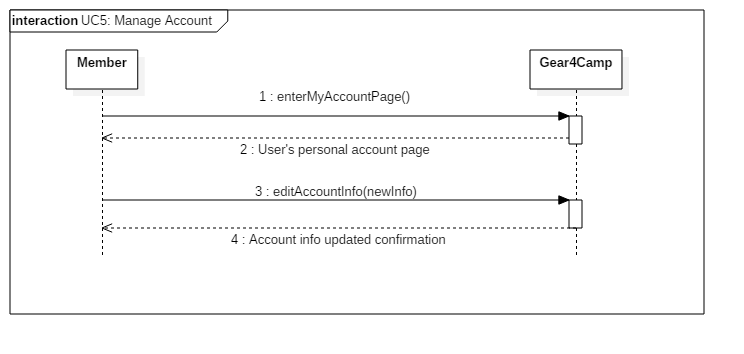 interaction UC5: Manage Account
Member
Gear4Camp
1 : enterMyAccountPage()
2 : User's personal account page
3 : editAccountInfo(newInfo)
4 : Account info updated confirmation